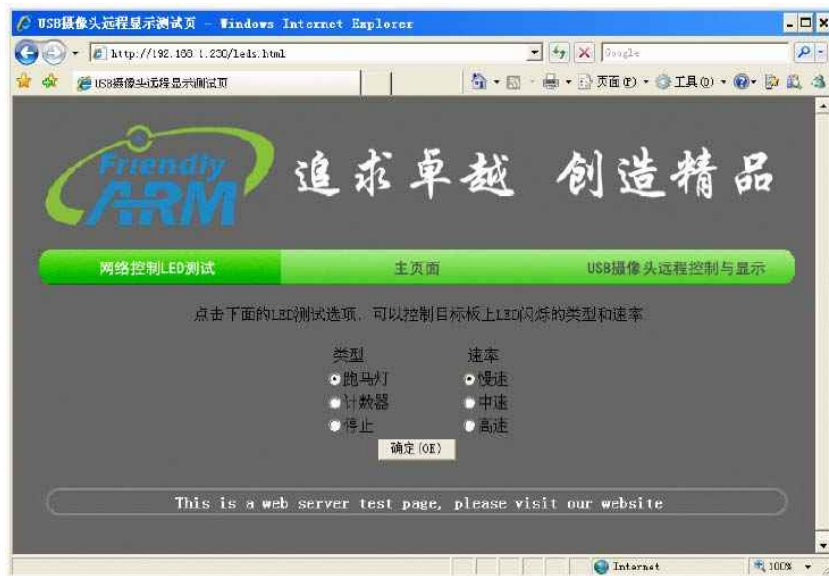 USB摄像头远程显示测试页 - Windows Internet Explorer
http://192.168.1.230/leds.html
Google
USB摄像头远程显示测试页
页面(P)
工具(O)
Friendly
ARM
追求卓越 创造精品
网络控制LED测试
主页面
USB摄像头远程控制与显示
点击下面的LED测试选项，可以控制目标板上LED闪烁的类型和速率
类型 速率
跑马灯 慢速
计数器 中速
停止 高速
确定(OK)
This is a web server test page, please visit our website
Internet
100%